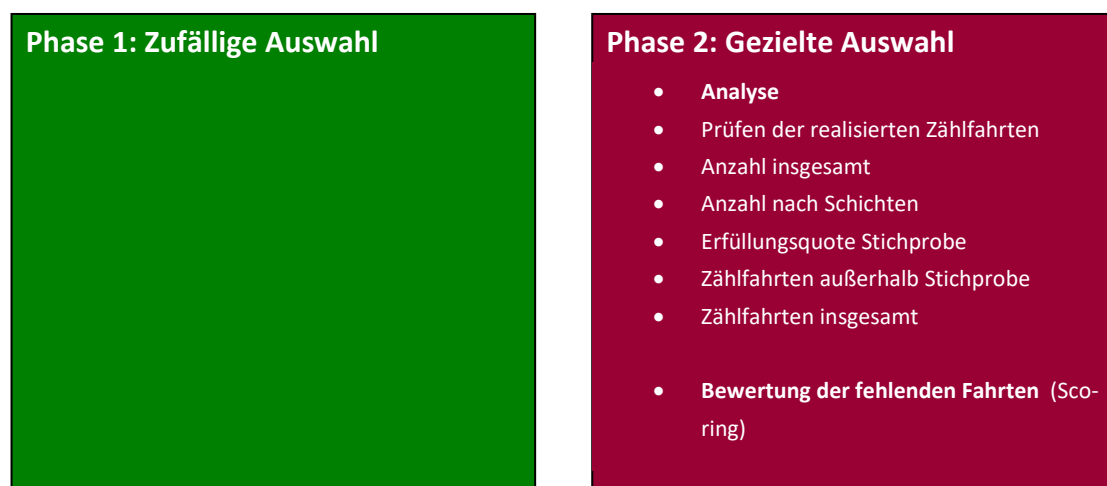 Phase 1: Zufällige Auswahl
Phase 2: Gezielte Auswahl
• Analyse
• Prüfen der realisierten Zählfahrten
• Anzahl insgesamt
• Anzahl nach Schichten
• Erfüllungsquote Stichprobe
• Zählfahrten außerhalb Stichprobe
• Zählfahrten insgesamt
• Bewertung der fehlenden Fahrten (Sco-
ring)